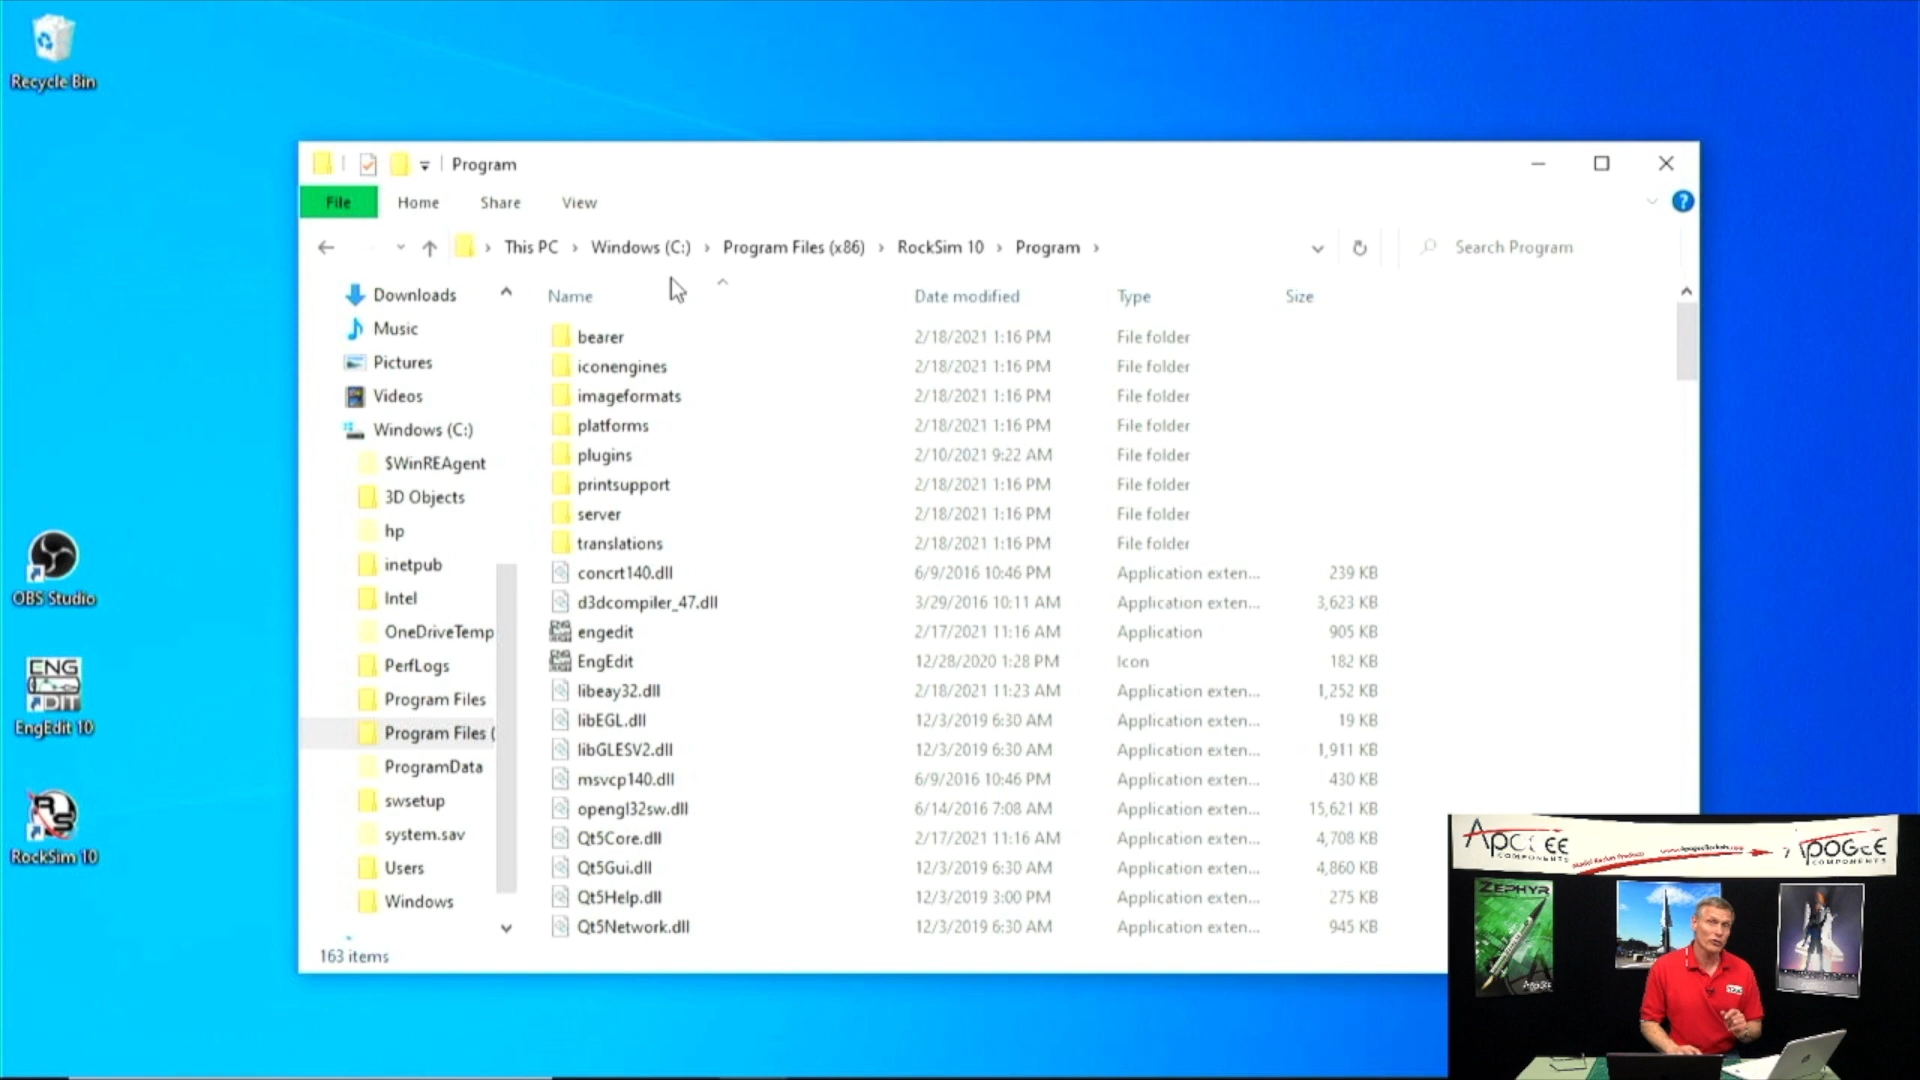 Recycle Bin
OBS Studio
ENG
EDIT
EngEdit 10
RS
RockSim 10
Program
File Home Share View
This PC › Windows (C:) › Program Files (x86) › RockSim 10 › Program ›
Search Program
Downloads
Music
Pictures
Videos
Windows (C:)
$WinREAgent
3D Objects
hp
inetpub
Intel
OneDriveTemp
PerfLogs
Program Files
Program Files (
ProgramData
swsetup
system.sav
Users
Windows
Name Date modified Type Size
bearer 2/18/2021 1:16 PM File folder
iconengines 2/18/2021 1:16 PM File folder
imageformats 2/18/2021 1:16 PM File folder
platforms 2/18/2021 1:16 PM File folder
plugins 2/10/2021 9:22 AM File folder
printsupport 2/18/2021 1:16 PM File folder
server 2/18/2021 1:16 PM File folder
translations 2/18/2021 1:16 PM File folder
concrt140.dll 6/9/2016 10:46 PM Application exten... 239 KB
d3dcompiler_47.dll 3/29/2016 10:11 AM Application exten... 3,623 KB
engedit 2/17/2021 11:16 AM Application 905 KB
EngEdit 12/28/2020 1:28 PM Icon 182 KB
libeay32.dll 2/18/2021 11:23 AM Application exten... 1,252 KB
libEGL.dll 12/3/2019 6:30 AM Application exten... 19 KB
libGLESV2.dll 12/3/2019 6:30 AM Application exten... 1,911 KB
msvcp140.dll 6/9/2016 10:46 PM Application exten... 430 KB
opengl32sw.dll 6/14/2016 7:08 AM Application exten... 15,621 KB
Qt5Core.dll 2/17/2021 11:16 AM Application exten... 4,708 KB
Qt5Gui.dll 12/3/2019 6:30 AM Application exten... 4,860 KB
Qt5Help.dll 12/3/2019 3:00 PM Application exten... 275 KB
Qt5Network.dll 12/3/2019 6:30 AM Application exten... 945 KB
163 items
APOGEE
COMPONENTS
APOGEE
COMPONENTS
ZEPHYR